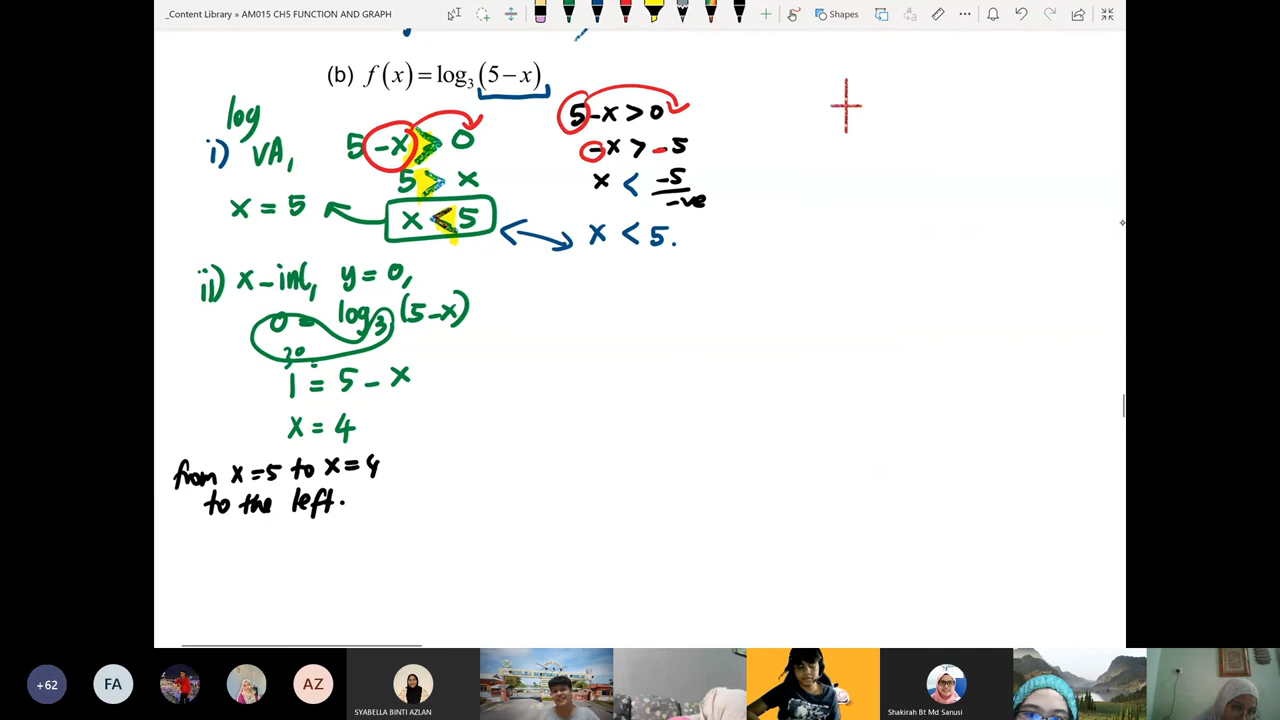 _Content Library » AM015 CH5 FUNCTION AND GRAPH
Shapes
(b) f(x) = log₃(5 − x)
log
i) VA,
x = 5
5 -x > 0
5 > x
x < 5
5 - x > 0
-x > -5
x < -5/-ve
x < 5.
ii) x-int, y = 0,
0 = log₃(5-x)
3⁰ =
1 = 5 - x
x = 4
from x = 5 to x = 4
to the left.
+62
FA
AZ
SYABELLA BINTI AZLAN
Shakirah Bt Md Sanusi